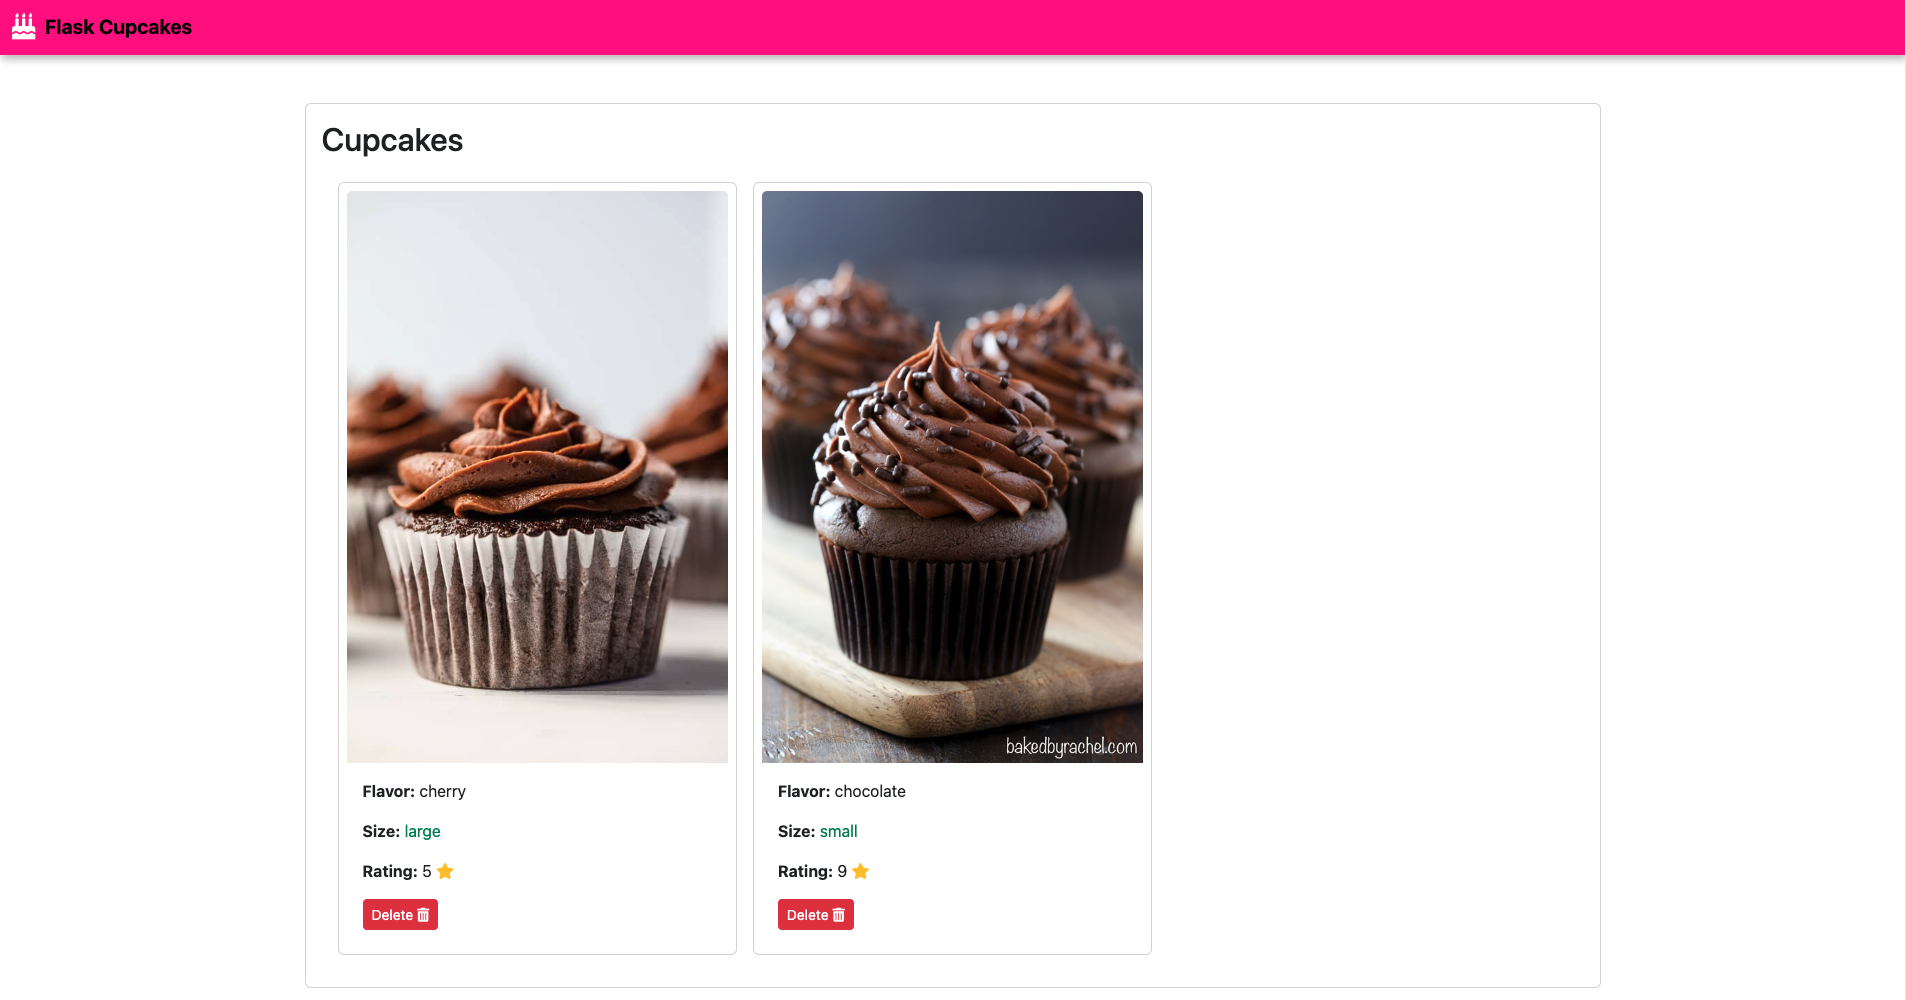 Flask Cupcakes
Cupcakes
bakedbyrachel.com
Flavor: cherry
Size: large
Rating: 5
Delete
Flavor: chocolate
Size: small
Rating: 9
Delete